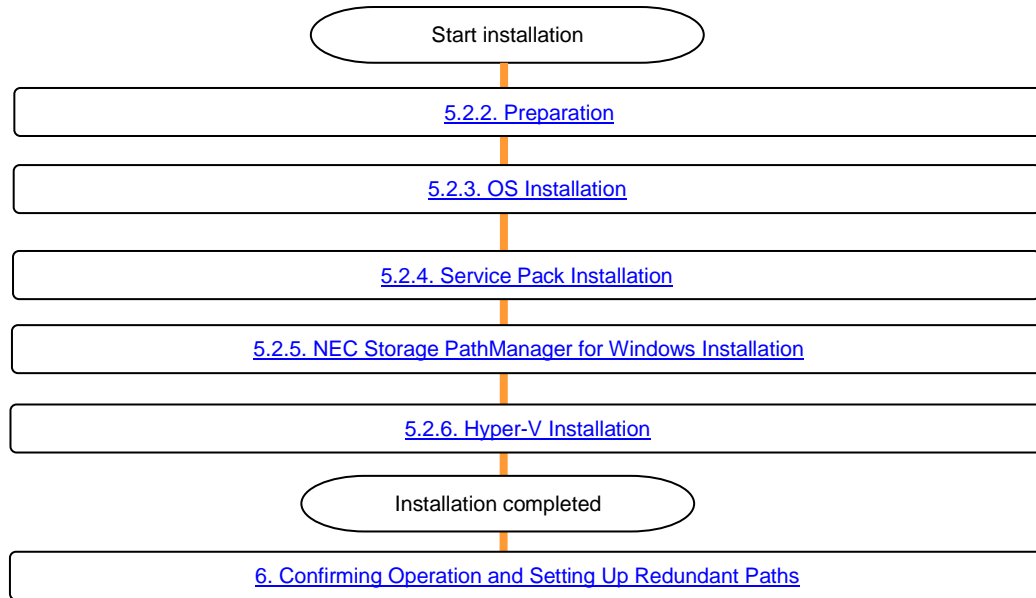 Start installation
5.2.2. Preparation
5.2.3. OS Installation
5.2.4. Service Pack Installation
5.2.5. NEC Storage PathManager for Windows Installation
5.2.6. Hyper-V Installation
Installation completed
6. Confirming Operation and Setting Up Redundant Paths